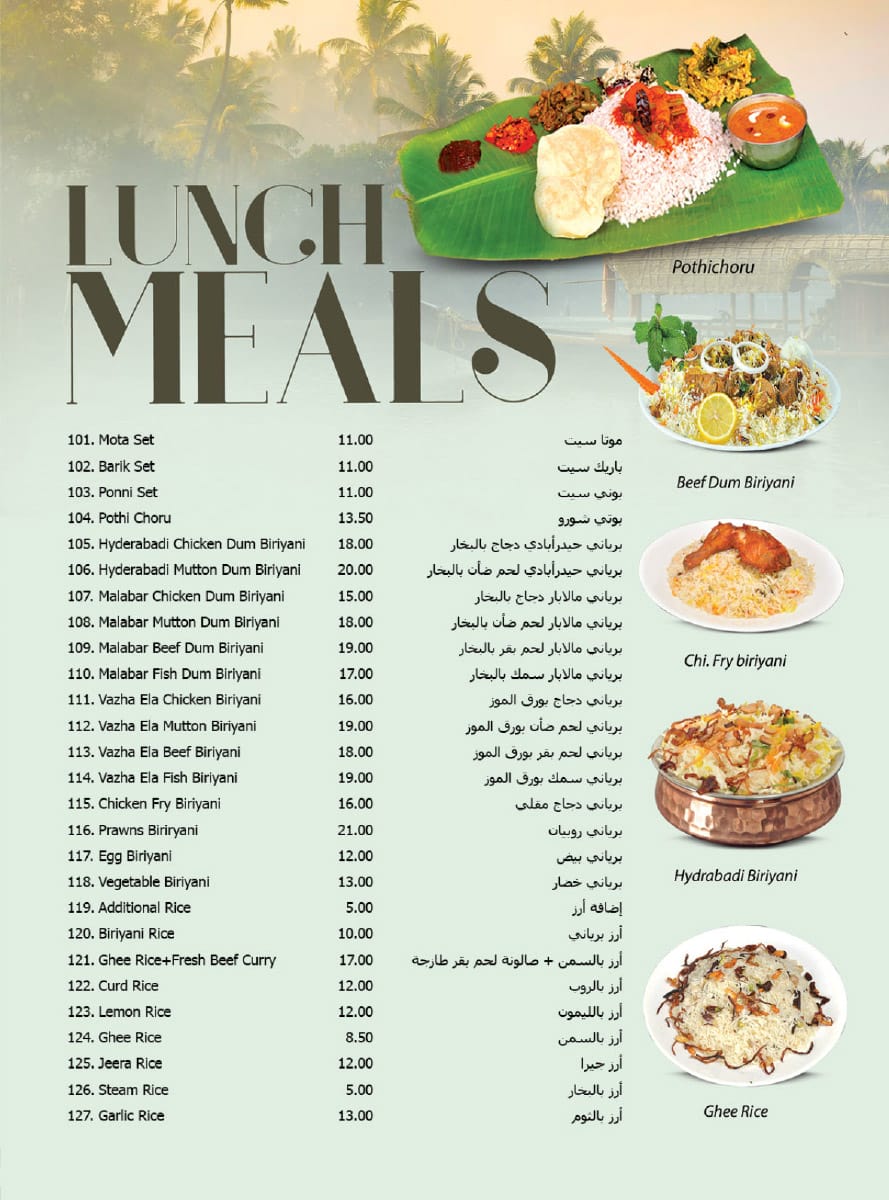 LUNCH
MEALS
Pothichoru
101. Mota Set 11.00 موتا سيت
102. Barik Set 11.00 باريك سيت
103. Ponni Set 11.00 بوني سيت
104. Pothi Choru 13.50 بوتي شورو
105. Hyderabadi Chicken Dum Biriyani 18.00 برياني حيدرأبادي دجاج بالبخار
106. Hyderabadi Mutton Dum Biriyani 20.00 برياني حيدرأبادي لحم ضأن بالبخار
107. Malabar Chicken Dum Biriyani 15.00 برياني مالابار دجاج بالبخار
108. Malabar Mutton Dum Biriyani 18.00 برياني مالابار لحم ضأن بالبخار
109. Malabar Beef Dum Biriyani 19.00 برياني مالابار لحم بقر بالبخار
110. Malabar Fish Dum Biriyani 17.00 برياني مالابار سمك بالبخار
111. Vazha Ela Chicken Biriyani 16.00 برياني دجاج بورق الموز
112. Vazha Ela Mutton Biriyani 19.00 برياني لحم ضأن بورق الموز
113. Vazha Ela Beef Biriyani 18.00 برياني لحم بقر بورق الموز
114. Vazha Ela Fish Biriyani 19.00 برياني سمك بورق الموز
115. Chicken Fry Biriyani 16.00 برياني دجاج مقلي
116. Prawns Biriryani 21.00 برياني روبيان
117. Egg Biriyani 12.00 برياني بيض
118. Vegetable Biriyani 13.00 برياني خضار
119. Additional Rice 5.00 إضافة أرز
120. Biriyani Rice 10.00 أرز برياني
121. Ghee Rice+Fresh Beef Curry 17.00 أرز بالسمن + صالونة لحم بقر طازجة
122. Curd Rice 12.00 أرز بالروب
123. Lemon Rice 12.00 أرز بالليمون
124. Ghee Rice 8.50 أرز بالسمن
125. Jeera Rice 12.00 أرز جيرا
126. Steam Rice 5.00 أرز بالبخار
127. Garlic Rice 13.00 أرز بالثوم
Beef Dum Biriyani
Chi. Fry biriyani
Hydrabadi Biriyani
Ghee Rice